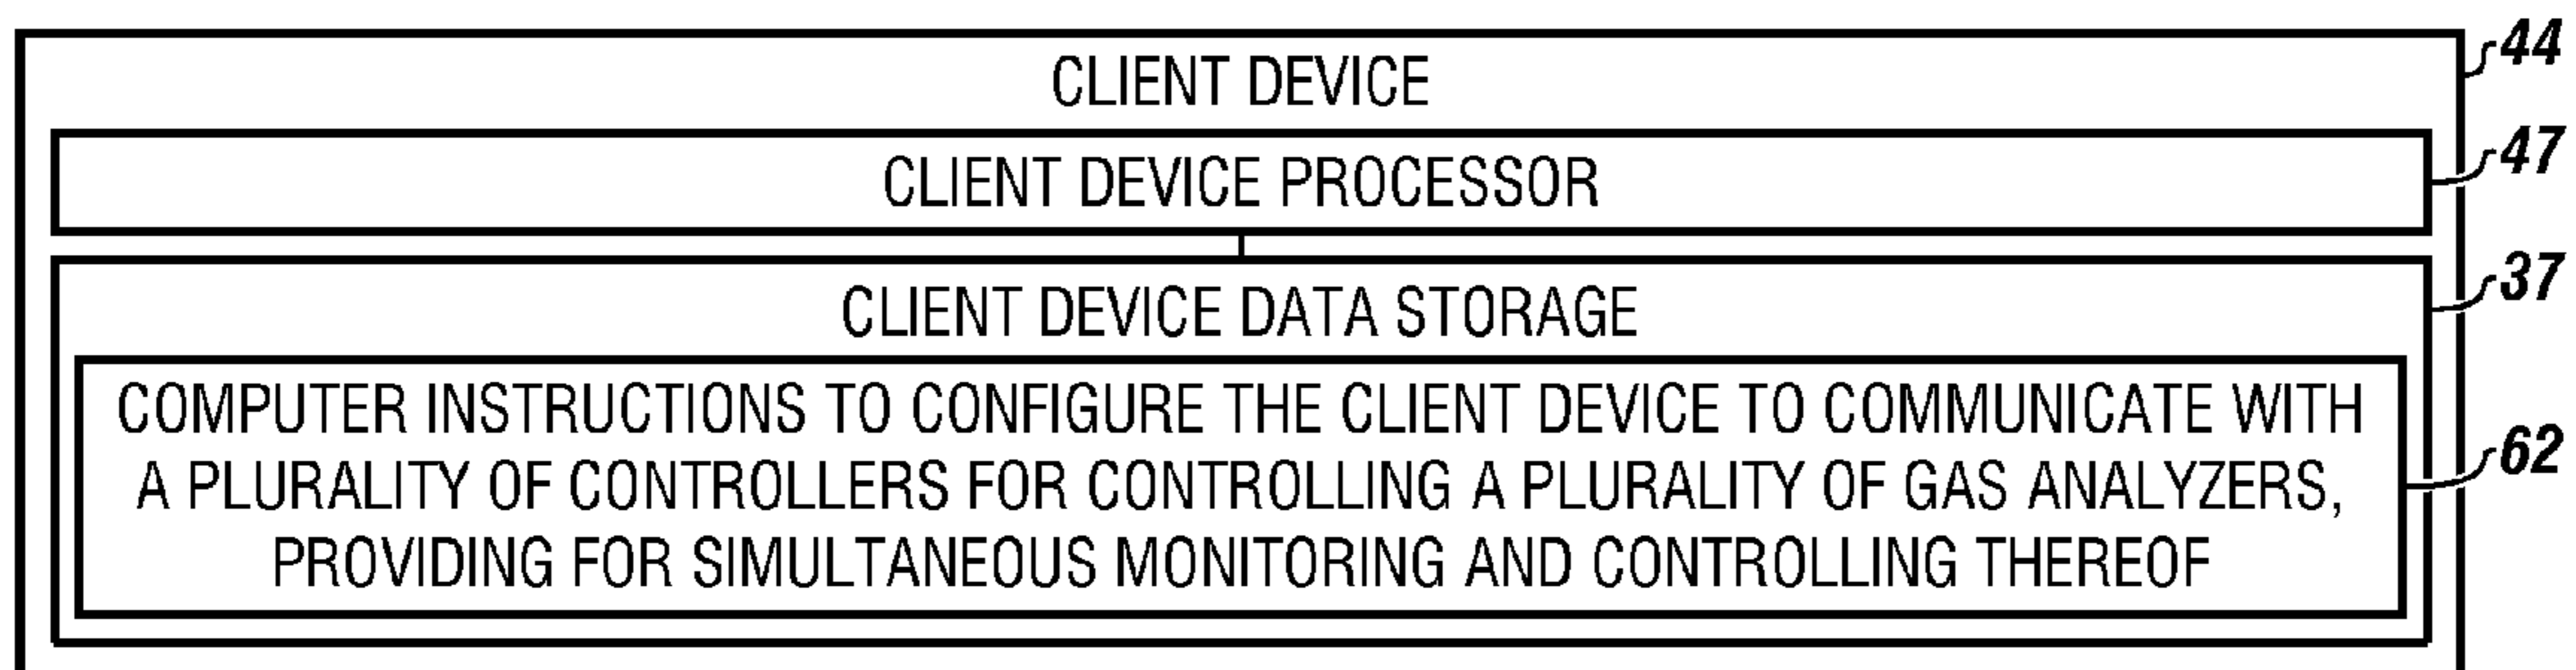 CLIENT DEVICE
44
CLIENT DEVICE PROCESSOR
47
CLIENT DEVICE DATA STORAGE
37
COMPUTER INSTRUCTIONS TO CONFIGURE THE CLIENT DEVICE TO COMMUNICATE WITH
A PLURALITY OF CONTROLLERS FOR CONTROLLING A PLURALITY OF GAS ANALYZERS,
PROVIDING FOR SIMULTANEOUS MONITORING AND CONTROLLING THEREOF
62